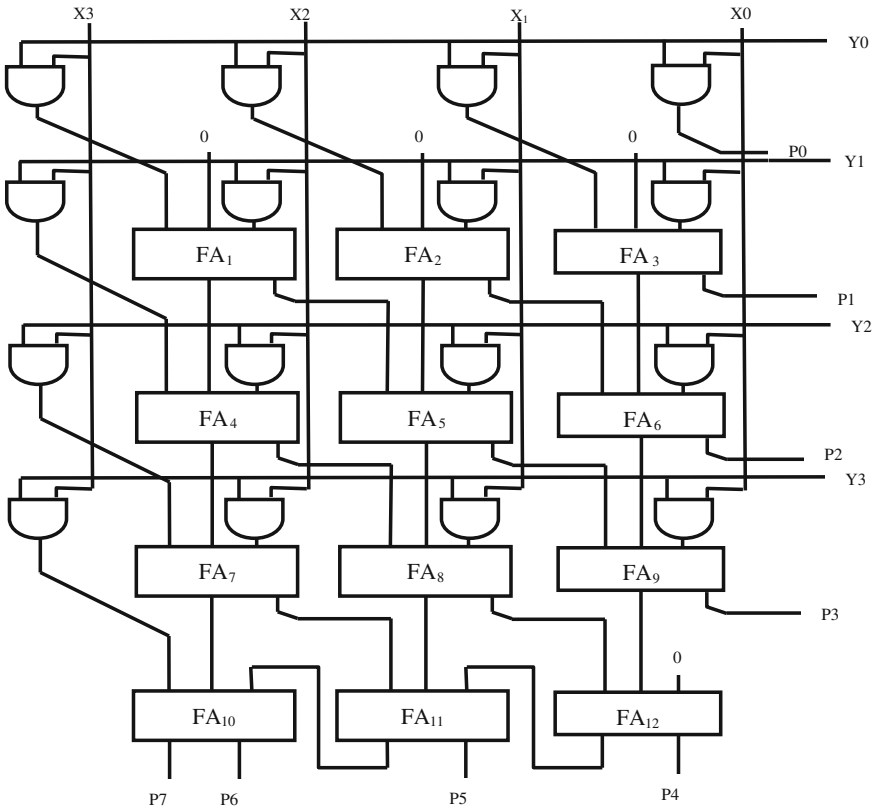 X3 X2 X₁ X0
Y0
0 0 0
P0
Y1
FA₁ FA₂ FA₃
P1
Y2
FA₄ FA₅ FA₆
P2
Y3
FA₇ FA₈ FA₉
P3
0
FA₁₀ FA₁₁ FA₁₂
P7 P6 P5 P4